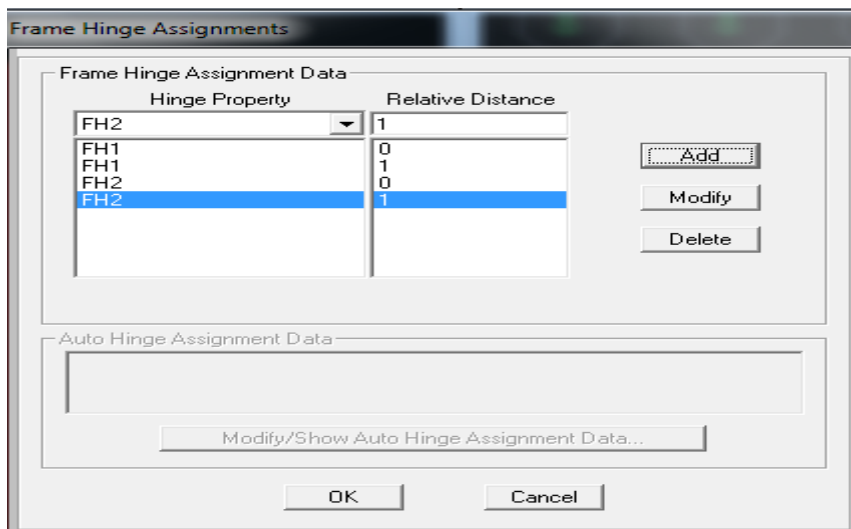 Frame Hinge Assignments
Frame Hinge Assignment Data
Hinge Property Relative Distance
FH2 1
FH1 0
FH1 1
FH2 0
FH2 1
Add
Modify
Delete
Auto Hinge Assignment Data
Modify/Show Auto Hinge Assignment Data...
OK Cancel